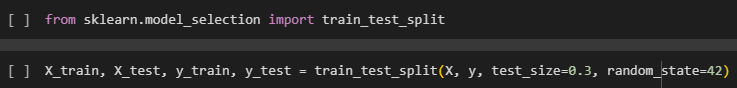 [ ] from sklearn.model_selection import train_test_split
[ ] X_train, X_test, y_train, y_test = train_test_split(X, y, test_size=0.3, random_state=42)